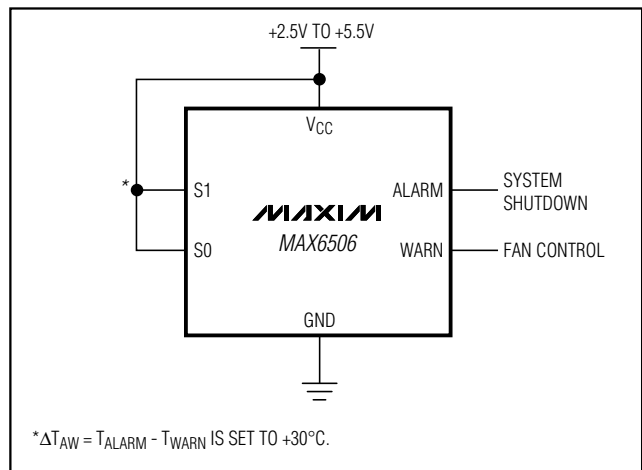 +2.5V TO +5.5V
VCC
*
S1
ALARM
SYSTEM
SHUTDOWN
MAXIM
MAX6506
S0
WARN
FAN CONTROL
GND
*ΔTAW = TALARM - TWARN IS SET TO +30°C.